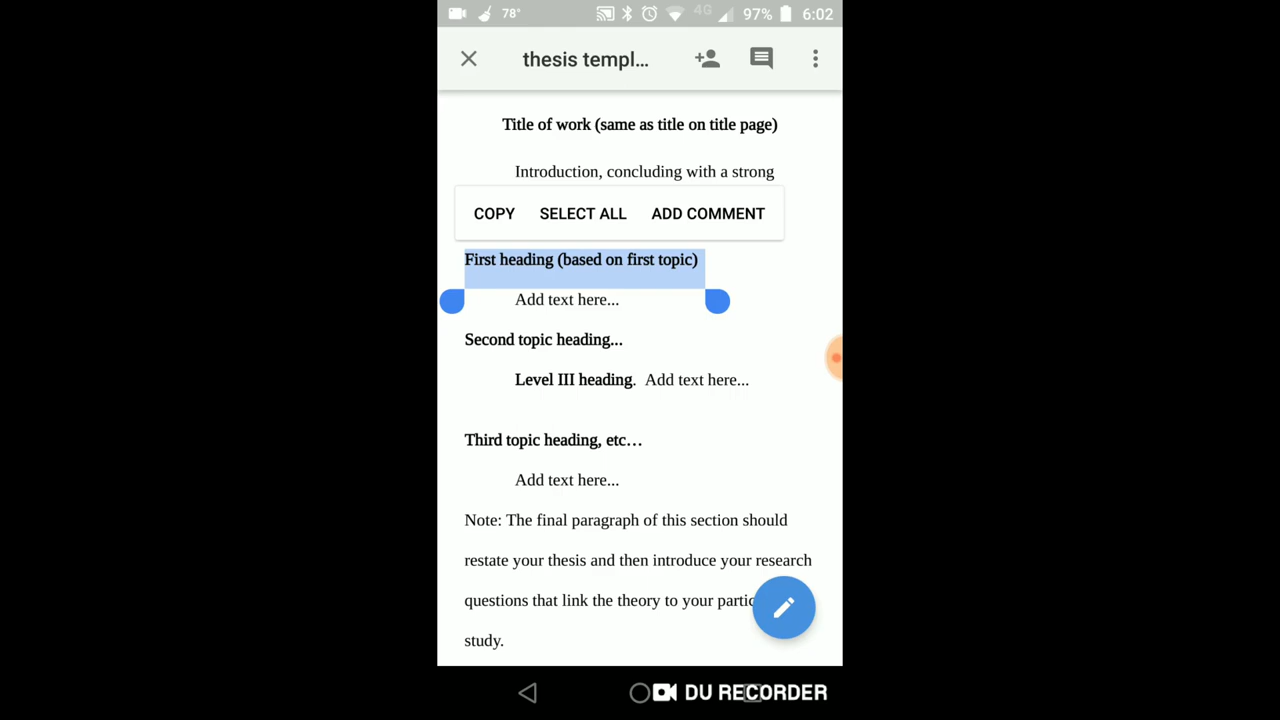 78° 4G 97% 6:02
thesis templ...
Title of work (same as title on title page)
Introduction, concluding with a strong
COPY SELECT ALL ADD COMMENT
First heading (based on first topic)
Add text here...
Second topic heading...
Level III heading. Add text here...
Third topic heading, etc…
Add text here...
Note: The final paragraph of this section should
restate your thesis and then introduce your research
questions that link the theory to your
study.
DU RECORDER